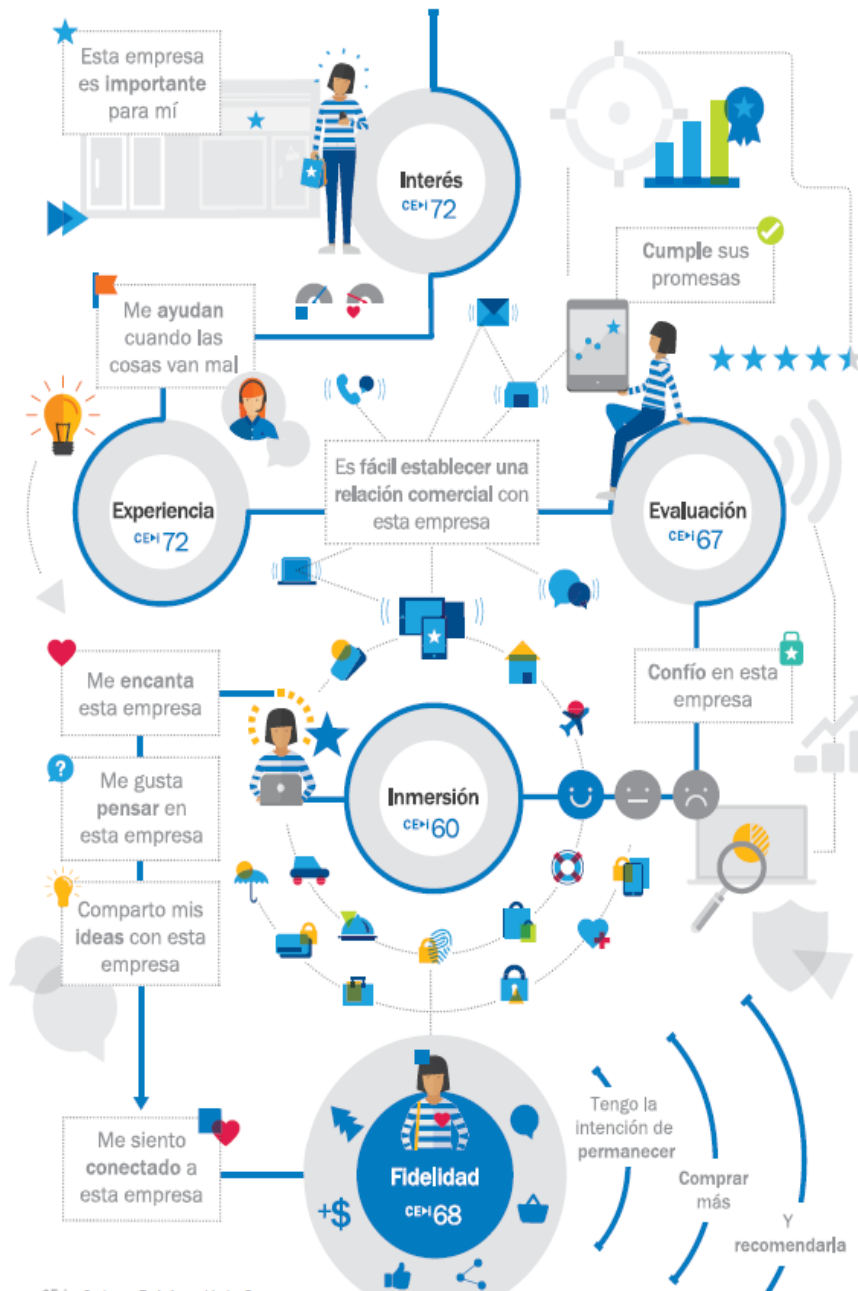 Esta empresa
es importante
para mí
Interés
CE▸i 72
Cumple sus
promesas
Me ayudan
cuando las
cosas van mal
Es fácil establecer una
relación comercial con
esta empresa
Experiencia
CE▸i 72
Evaluación
CE▸i 67
Me encanta
esta empresa
Confío en esta
empresa
Me gusta
pensar en
esta empresa
Inmersión
CE▸i 60
Comparto mis
ideas con esta
empresa
Me siento
conectado a
esta empresa
+$
Fidelidad
CE▸i 68
Tengo la
intención de
permanecer
Comprar
más
Y
recomendarla